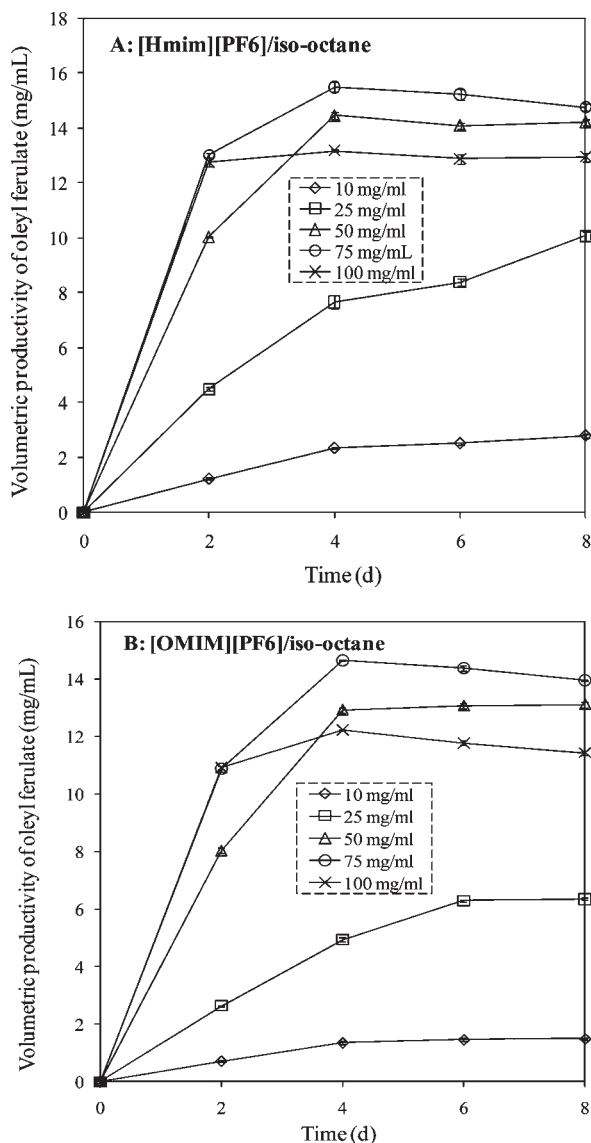 A: [Hmim][PF6]/iso-octane
Volumetric productivity of oleyl ferulate (mg/mL)
18
16
14
12
10
8
6
4
2
0
10 mg/ml
25 mg/ml
50 mg/ml
75 mg/mL
100 mg/ml
0 2 4 6 8
Time (d)
B: [OMIM][PF6]/iso-octane
Volumetric productivity of oleyl ferulate (mg/mL)
16
14
12
10
8
6
4
2
0
10 mg/ml
25 mg/ml
50 mg/ml
75 mg/ml
100 mg/ml
0 2 4 6 8
Time (d)